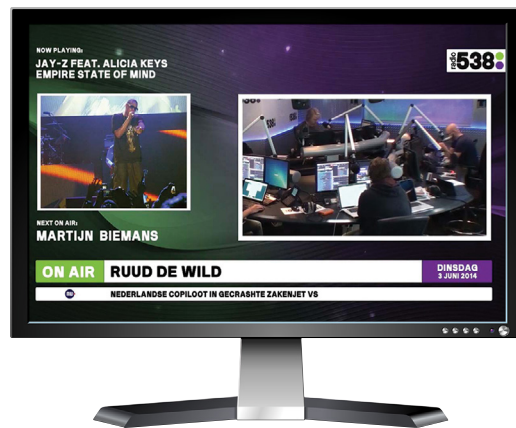 NOW PLAYING:
JAY-Z FEAT. ALICIA KEYS
EMPIRE STATE OF MIND
radio 538
NEXT ON AIR:
MARTIJN BIEMANS
ON AIR RUUD DE WILD
DINSDAG
3 JUNI 2014
NEDERLANDSE COPILOOT IN GECRASHTE ZAKENJET VS